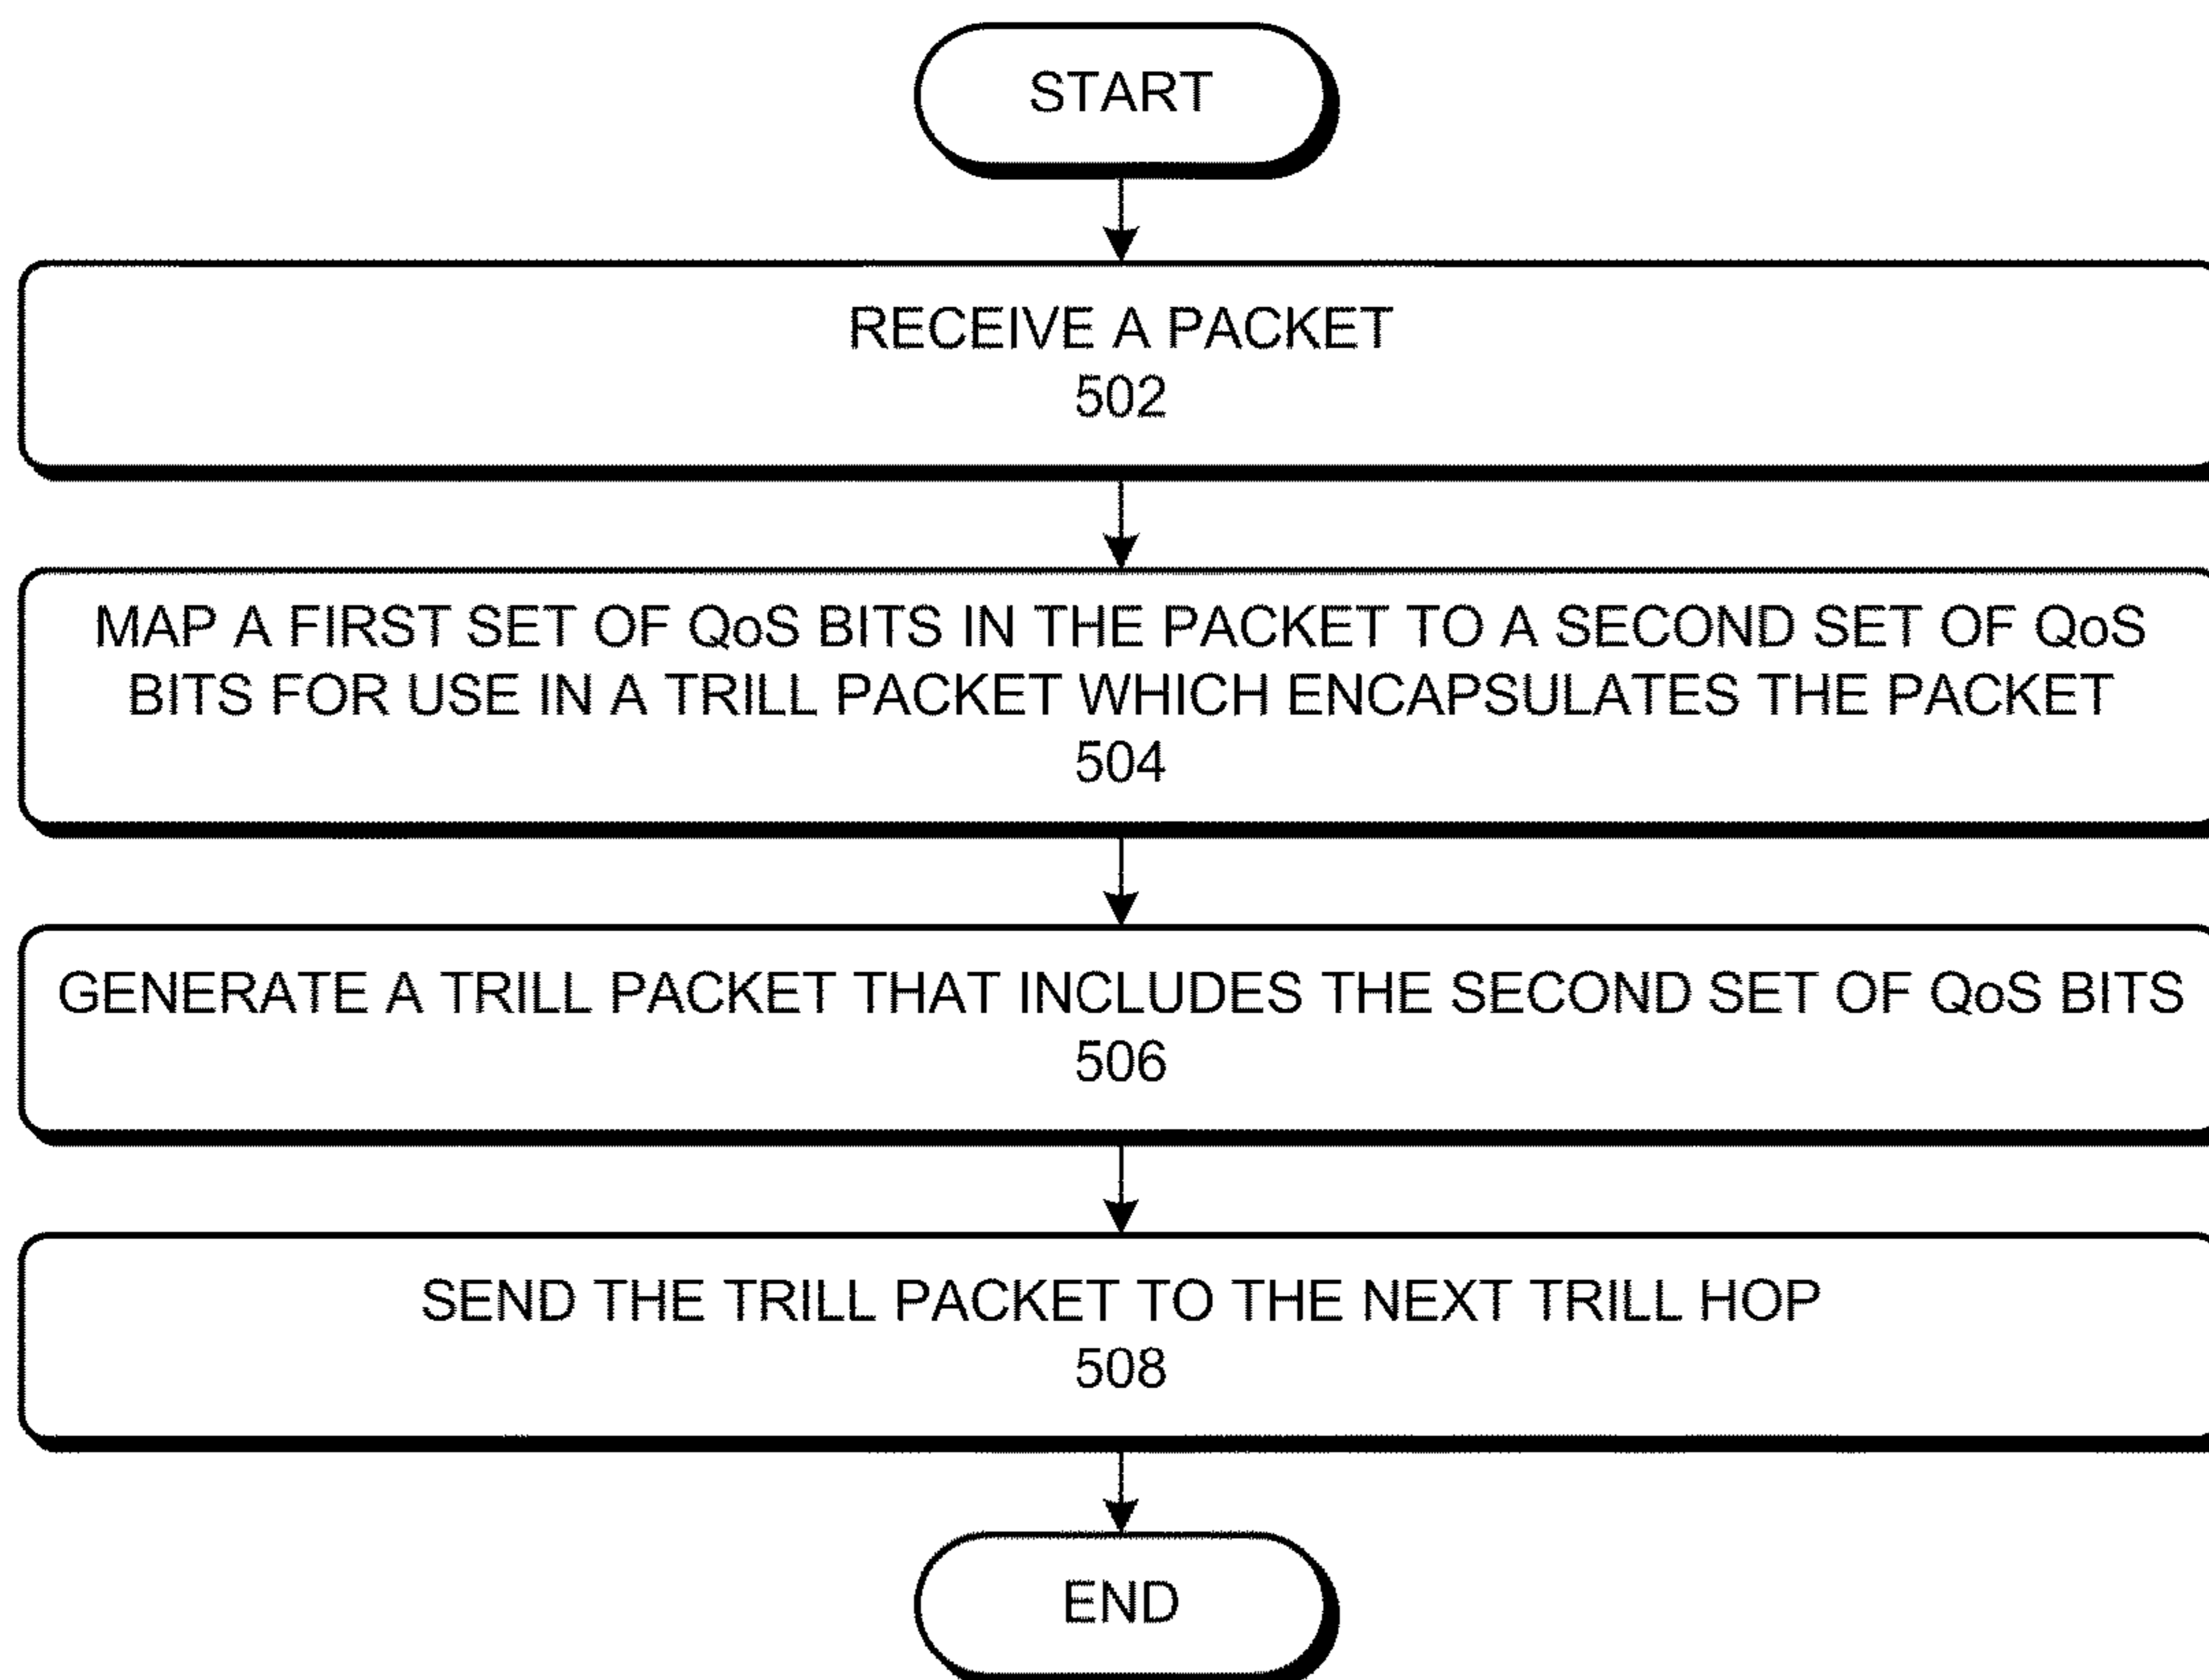 START
RECEIVE A PACKET
502
MAP A FIRST SET OF QoS BITS IN THE PACKET TO A SECOND SET OF QoS
BITS FOR USE IN A TRILL PACKET WHICH ENCAPSULATES THE PACKET
504
GENERATE A TRILL PACKET THAT INCLUDES THE SECOND SET OF QoS BITS
506
SEND THE TRILL PACKET TO THE NEXT TRILL HOP
508
END